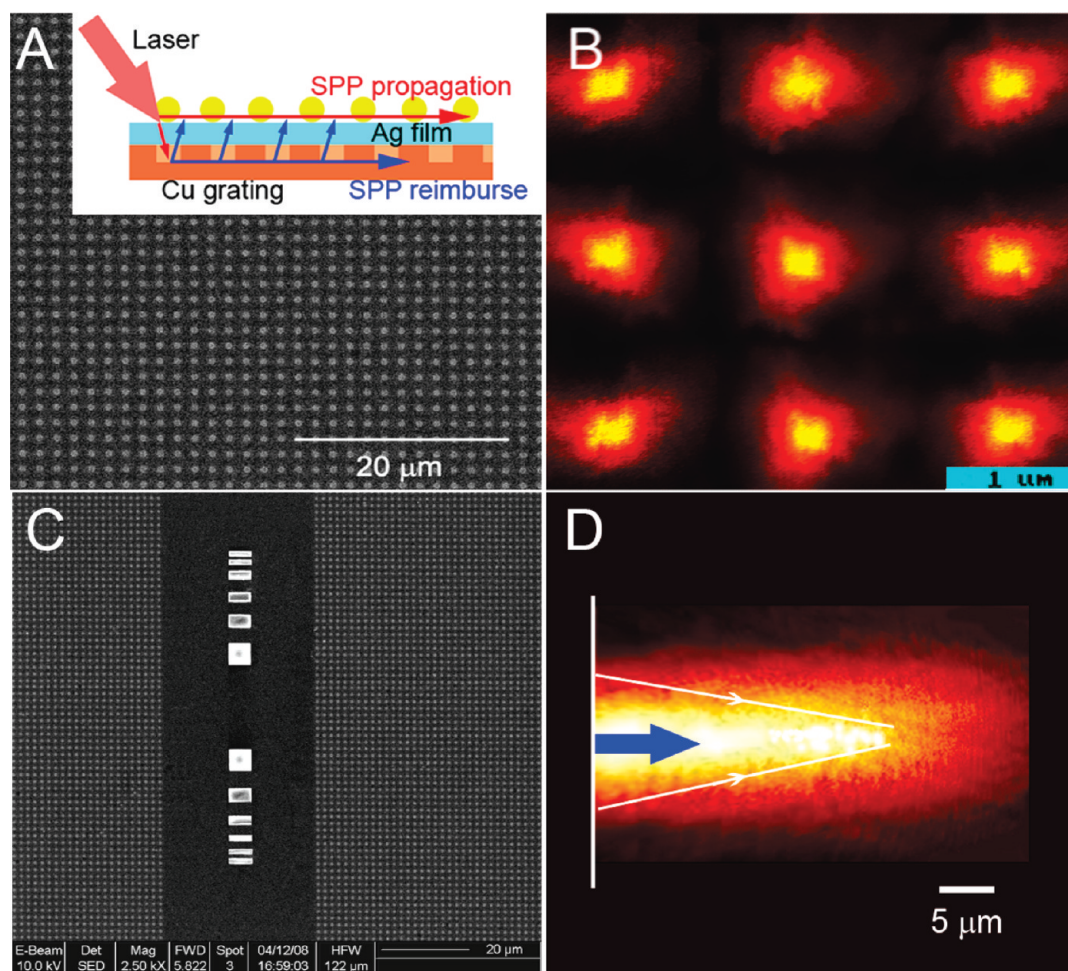 A
Laser
SPP propagation
Ag film
Cu grating
SPP reimburse
20 μm
B
1 um
C
E-Beam Det Mag FWD Spot 04/12/08 HFW 20 μm
10.0 kV SED 2.50 kX 5.822 3 16:59:03 122 μm
D
5 μm